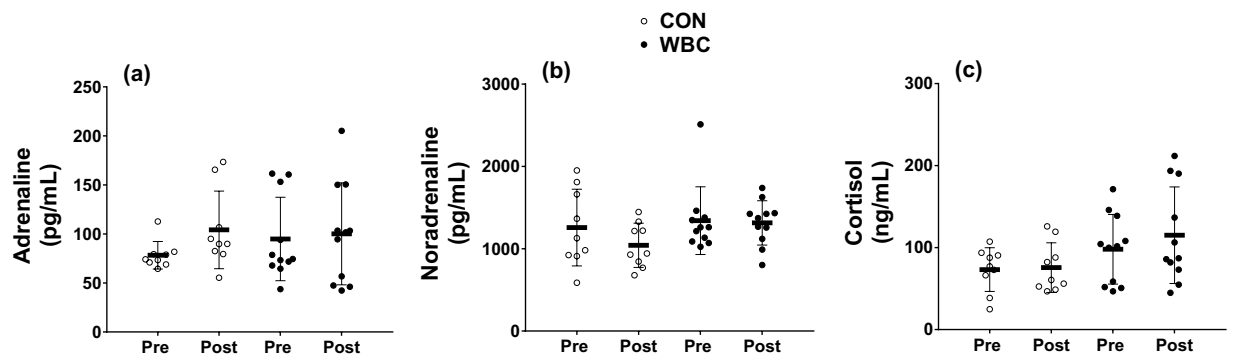 CON
WBC
(a)
Adrenaline
(pg/mL)
250
200
150
100
50
0
Pre Post Pre Post
(b)
Noradrenaline
(pg/mL)
3000
2000
1000
0
Pre Post Pre Post
(c)
Cortisol
(ng/mL)
300
200
100
0
Pre Post Pre Post